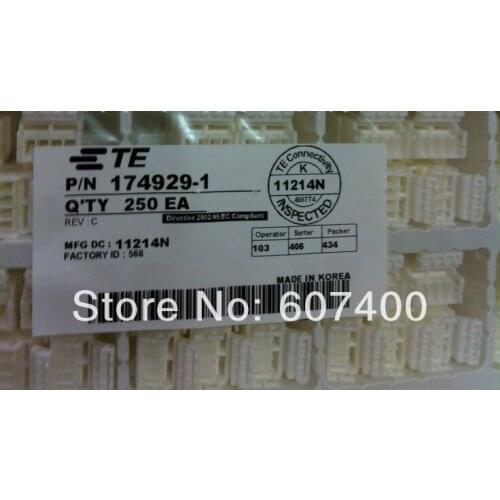 TE
P/N 174929-1
Q'TY 250 EA
REV : C
Directive 2002/95 EC Compliant
MFG DC : 11214N
FACTORY ID : 568
TE Connectivity
K
11214N
INSPECTED
Operator Sorter Packer
103 406 434
MADE IN KOREA
Store No: 607400